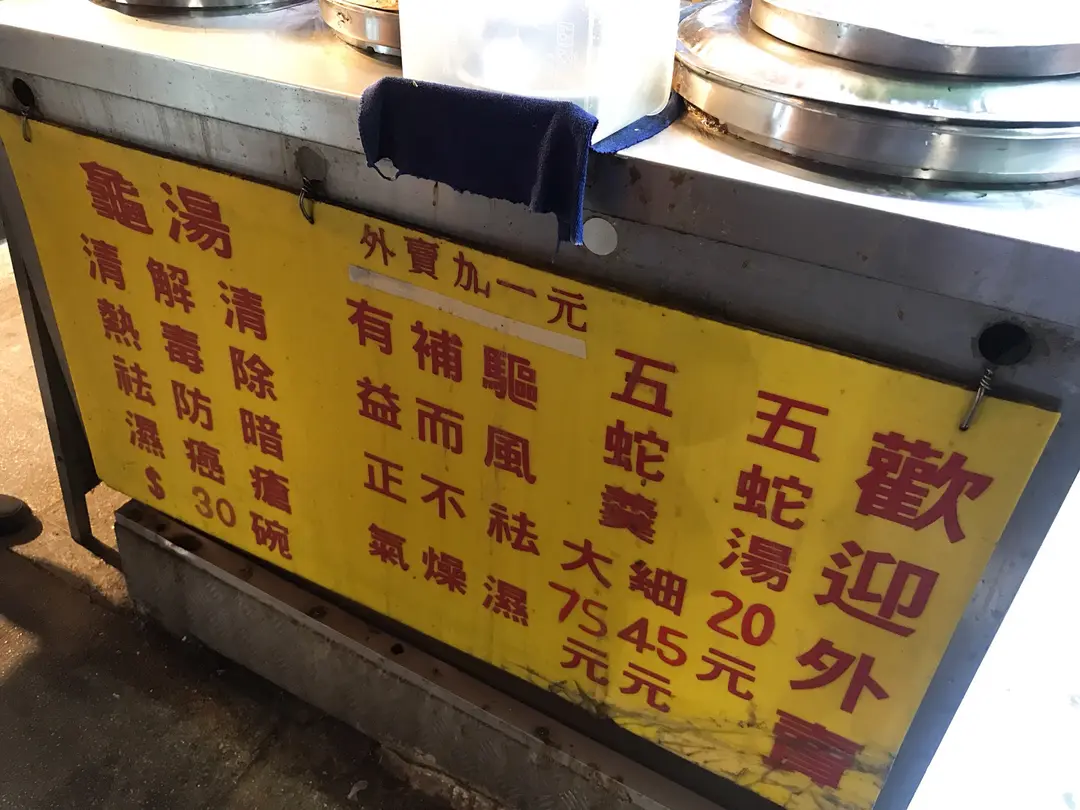 歡迎外賣
五蛇湯20元
五蛇羹
細45元
大75元
外賣加一元
驅風祛濕
補而不燥
有益正氣
龜湯
清除暗瘡
解毒防癌
清熱祛濕
$30碗